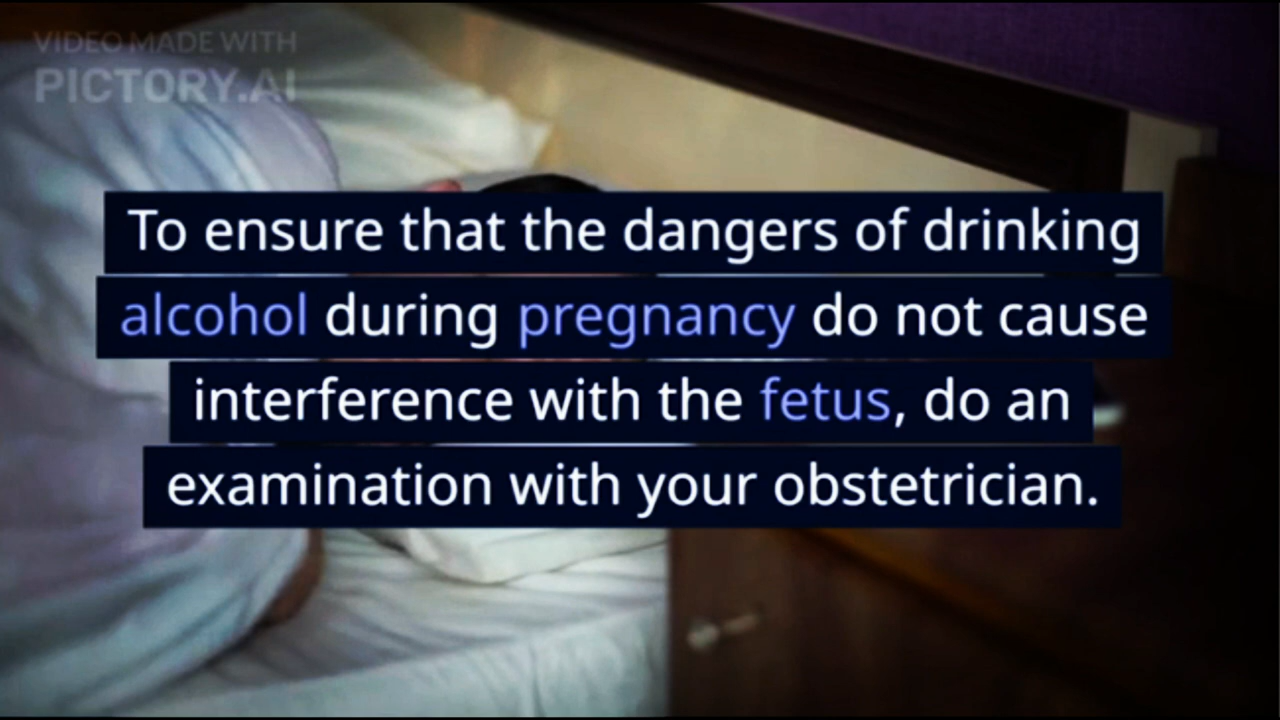 VIDEO MADE WITH
PICTORY.AI
To ensure that the dangers of drinking
alcohol during pregnancy do not cause
interference with the fetus, do an
examination with your obstetrician.